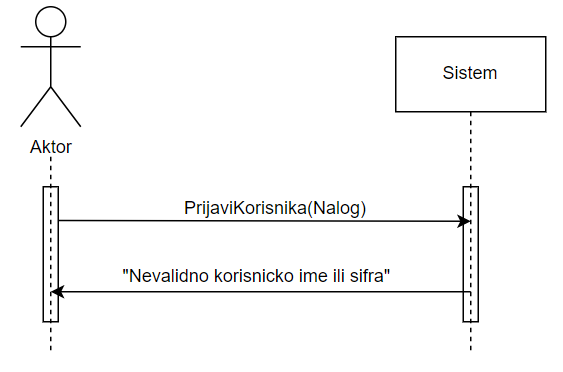 Sistem
Aktor
PrijaviKorisnika(Nalog)
"Nevalidno korisnicko ime ili sifra"